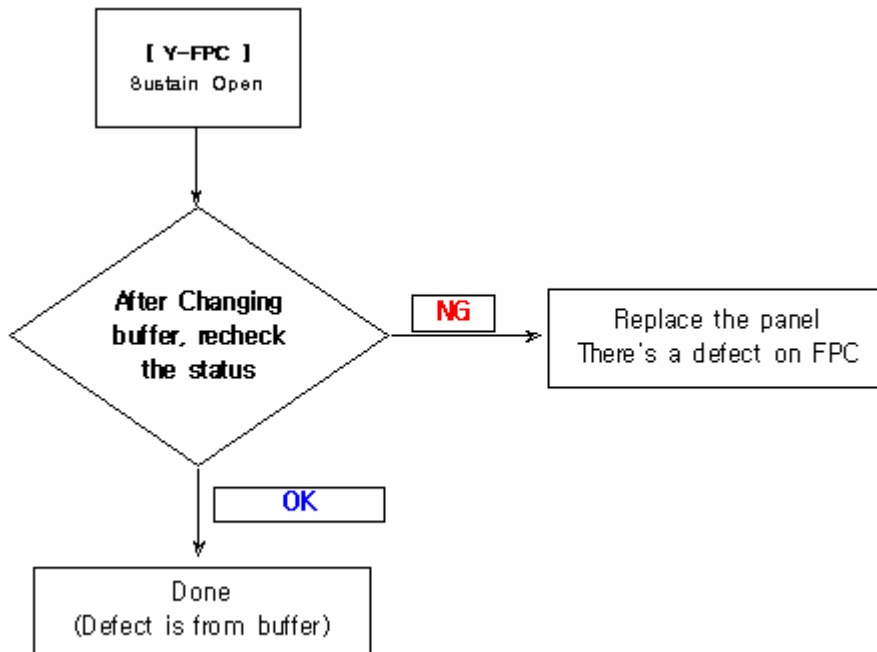 [ Y-FPC ]
Sustain Open
After Changing
buffer, recheck
the status
NG
Replace the panel
There's a defect on FPC
OK
Done
(Defect is from buffer)